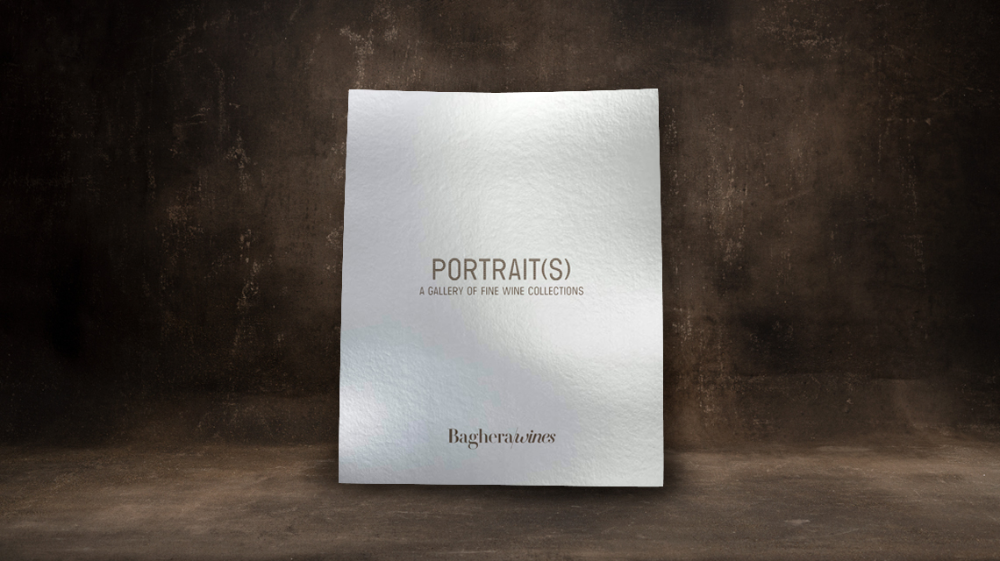 PORTRAIT(S)
A GALLERY OF FINE WINE COLLECTIONS
Baghera/wines